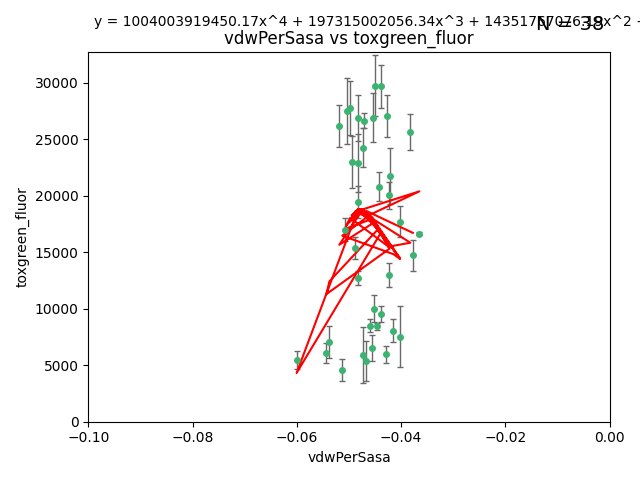 y = 1004003919450.17x^4 + 197315002056.34x^3 +
N = 38
vdwPerSasa vs toxgreen_fluor
30000
25000
20000
15000
10000
5000
0
toxgreen_fluor
−0.10
−0.08
−0.06
−0.04
−0.02
0.00
vdwPerSasa